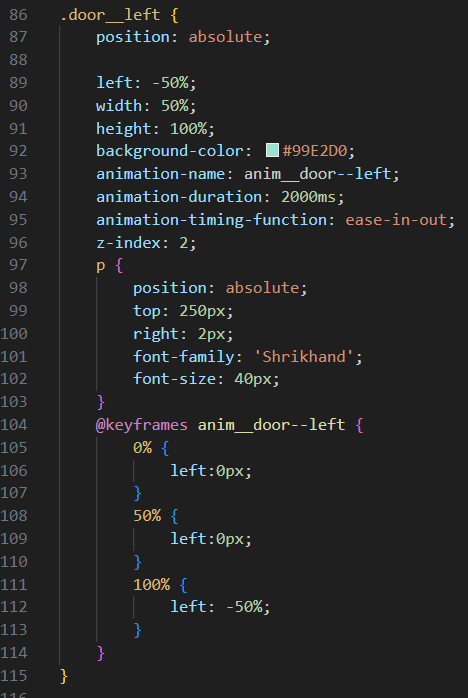 86 .door__left {
87     position: absolute;
88
89     left: -50%;
90     width: 50%;
91     height: 100%;
92     background-color: #99E2D0;
93     animation-name: anim__door--left;
94     animation-duration: 2000ms;
95     animation-timing-function: ease-in-out;
96     z-index: 2;
97     p {
98         position: absolute;
99         top: 250px;
100         right: 2px;
101         font-family: 'Shrikhand';
102         font-size: 40px;
103     }
104     @keyframes anim__door--left {
105         0% {
106             left:0px;
107         }
108         50% {
109             left:0px;
110         }
111         100% {
112             left: -50%;
113         }
114     }
115 }
116